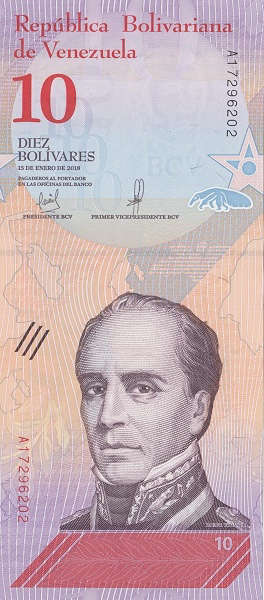 República Bolivariana
de Venezuela
10
DIEZ
BOLÍVARES
15 DE ENERO DE 2018
PAGADEROS AL PORTADOR
EN LAS OFICINAS DEL BANCO
PRESIDENTE BCV PRIMER VICEPRESIDENTE BCV
A17296202
A17296202
10